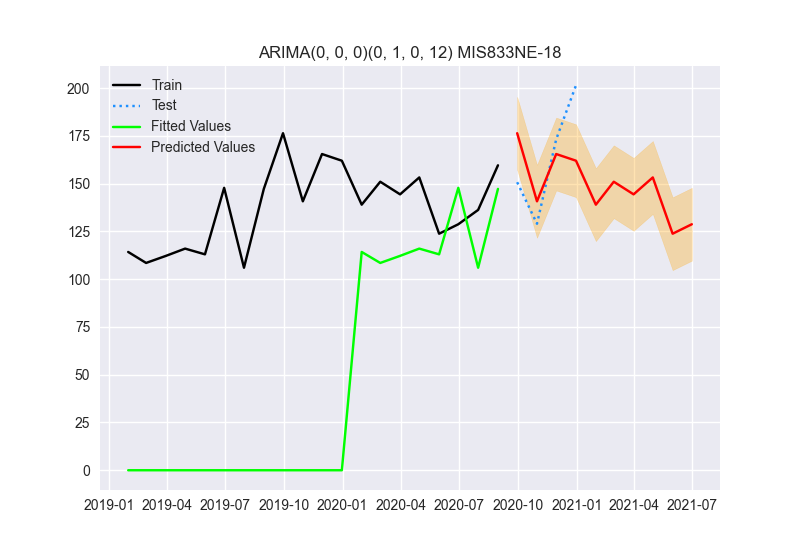 ARIMA(0, 0, 0)(0, 1, 0, 12) MIS833NE-18
Train
Test
Fitted Values
Predicted Values
200
175
150
125
100
75
50
25
0
2019-01 2019-04 2019-07 2019-10 2020-01 2020-04 2020-07 2020-10 2021-01 2021-04 2021-07